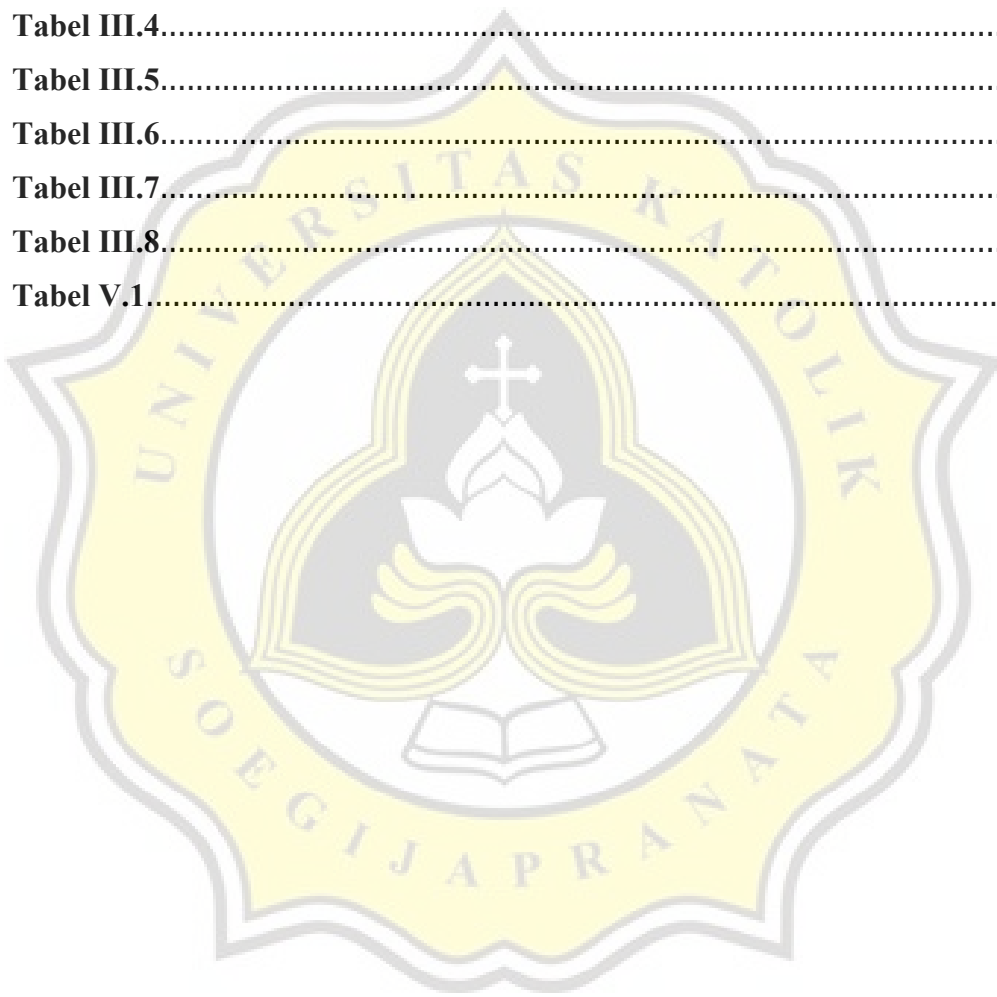 Tabel III.4................................................................................................
Tabel III.5................................................................................................
Tabel III.6................................................................................................
Tabel III.7................................................................................................
Tabel III.8................................................................................................
Tabel V.1.................................................................................................
UNIVERSITAS KATOLIK
SOEGIJAPRANATA